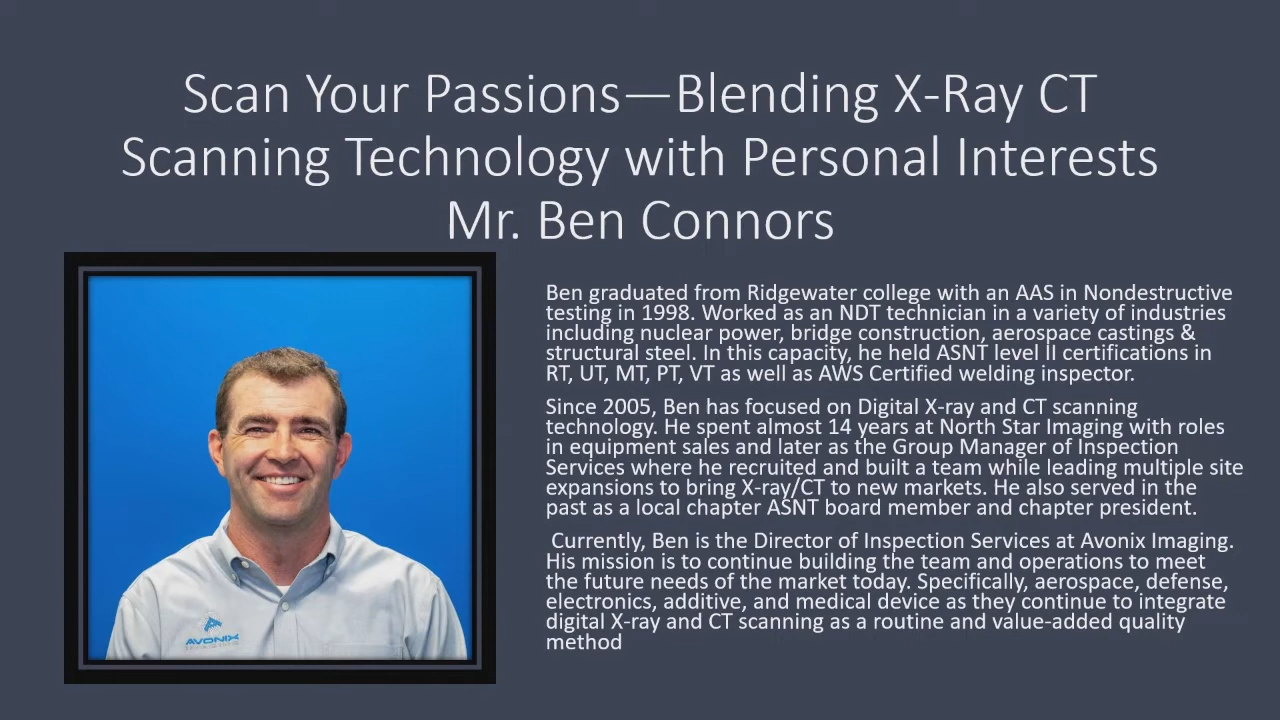 Scan Your Passions—Blending X-Ray CT
Scanning Technology with Personal Interests
Mr. Ben Connors
Ben graduated from Ridgewater college with an AAS in Nondestructive
testing in 1998. Worked as an NDT technician in a variety of industries
including nuclear power, bridge construction, aerospace castings &
structural steel. In this capacity, he held ASNT level II certifications in
RT, UT, MT, PT, VT as well as AWS Certified welding inspector.
Since 2005, Ben has focused on Digital X-ray and CT scanning
technology. He spent almost 14 years at North Star Imaging with roles
in equipment sales and later as the Group Manager of Inspection
Services where he recruited and built a team while leading multiple site
expansions to bring X-ray/CT to new markets. He also served in the
past as a local chapter ASNT board member and chapter president.
Currently, Ben is the Director of Inspection Services at Avonix Imaging.
His mission is to continue building the team and operations to meet
the future needs of the market today. Specifically, aerospace, defense,
electronics, additive, and medical device as they continue to integrate
digital X-ray and CT scanning as a routine and value-added quality
method
AVONIX